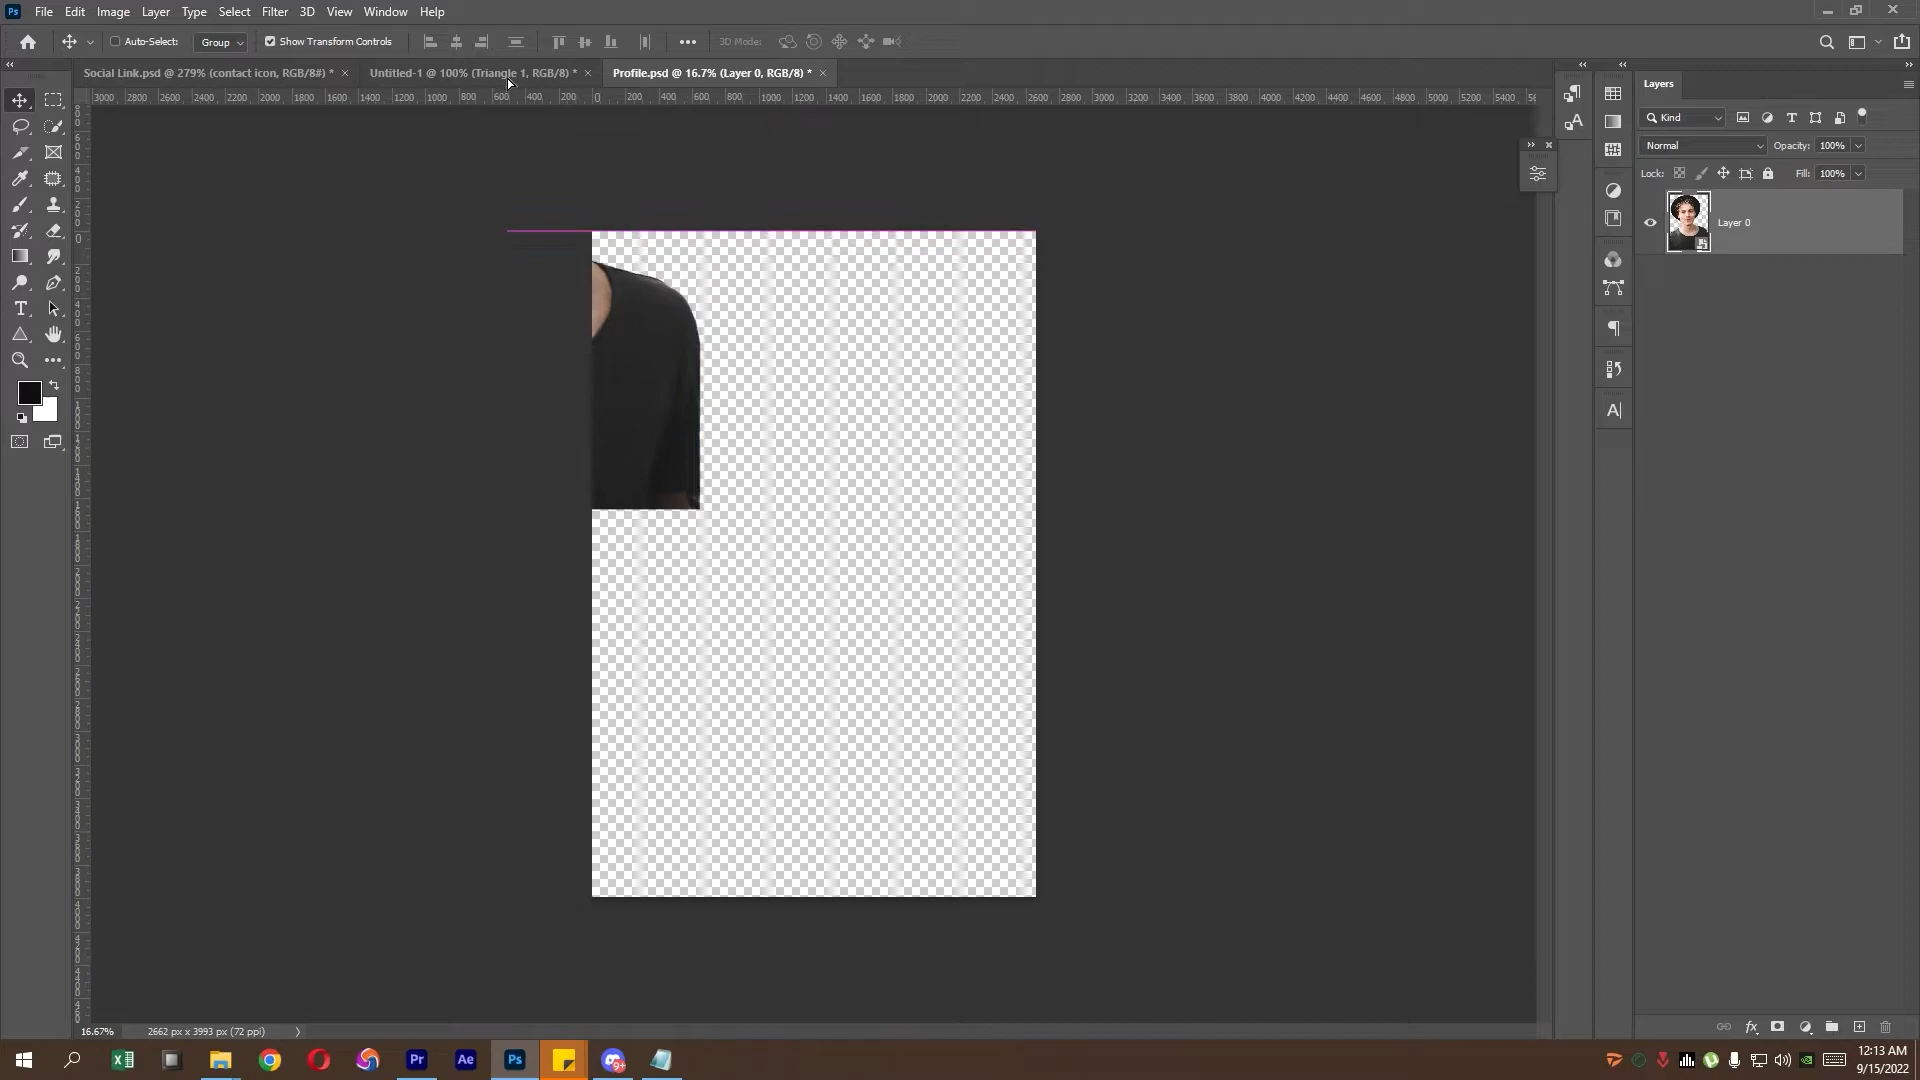 Ps File Edit Image Layer Type Select Filter 3D View Window Help
Auto-Select: Group Show Transform Controls 3D Mode:
Social Link.psd @ 279% (contact icon, RGB/8#) * × Untitled-1 @ 100% (Triangle 1, RGB/8) * × Profile.psd @ 16.7% (Layer 0, RGB/8) * ×
3000 2800 2600 2400 2200 2000 1800 1600 1400 1200 1000 800 600 400 200 0 200 400 600 800 1000 1200 1400 1600 1800 2000 2200 2400 2600 2800 3000 3200 3400 3600 3800 4000 4200 4400 4600 4800 5000 5200 5400
Layers
Kind
Normal Opacity: 100%
Lock: Fill: 100%
Layer 0
16.67% 2662 px x 3993 px (72 ppi)
Pr Ae Ps 9+
12:13 AM
9/15/2022